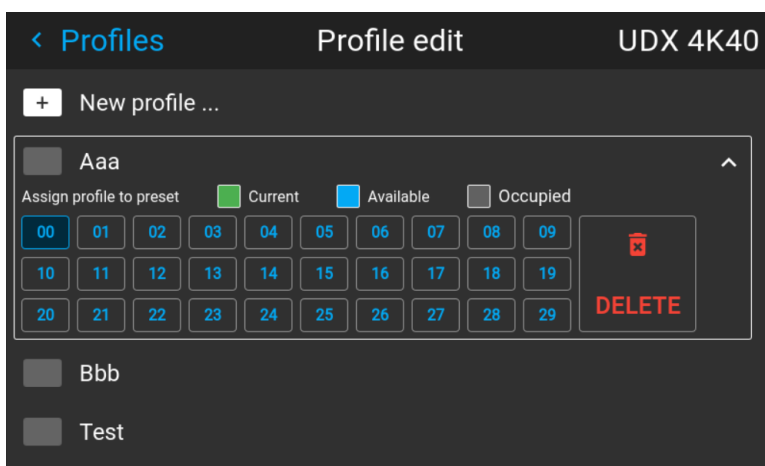 Profiles Profile edit UDX 4K40
+ New profile ...
Aaa
Assign profile to preset Current Available Occupied
00 01 02 03 04 05 06 07 08 09
10 11 12 13 14 15 16 17 18 19
20 21 22 23 24 25 26 27 28 29
DELETE
Bbb
Test